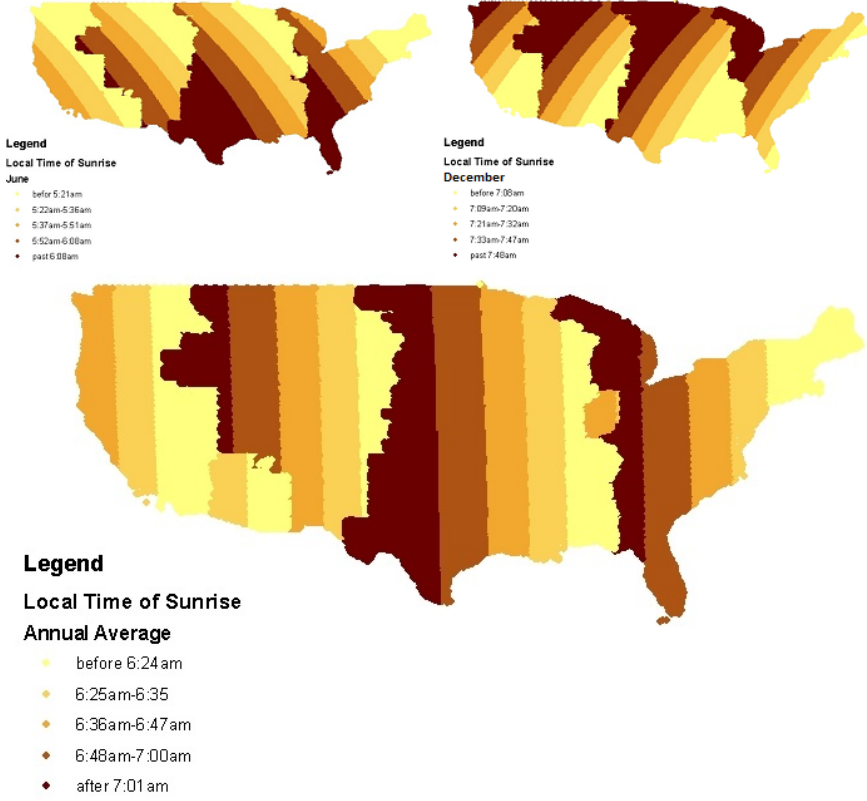 Legend
Local Time of Sunrise
June
befor 5:21am
5:22am-5:36am
5:37am-5:51am
5:52am-6:08am
past 6:08am
Legend
Local Time of Sunrise
December
before 7:08am
7:09am-7:20am
7:21am-7:32am
7:33am-7:47am
past 7:48am
Legend
Local Time of Sunrise
Annual Average
before 6:24am
6:25am-6:35
6:36am-6:47am
6:48am-7:00am
after 7:01am